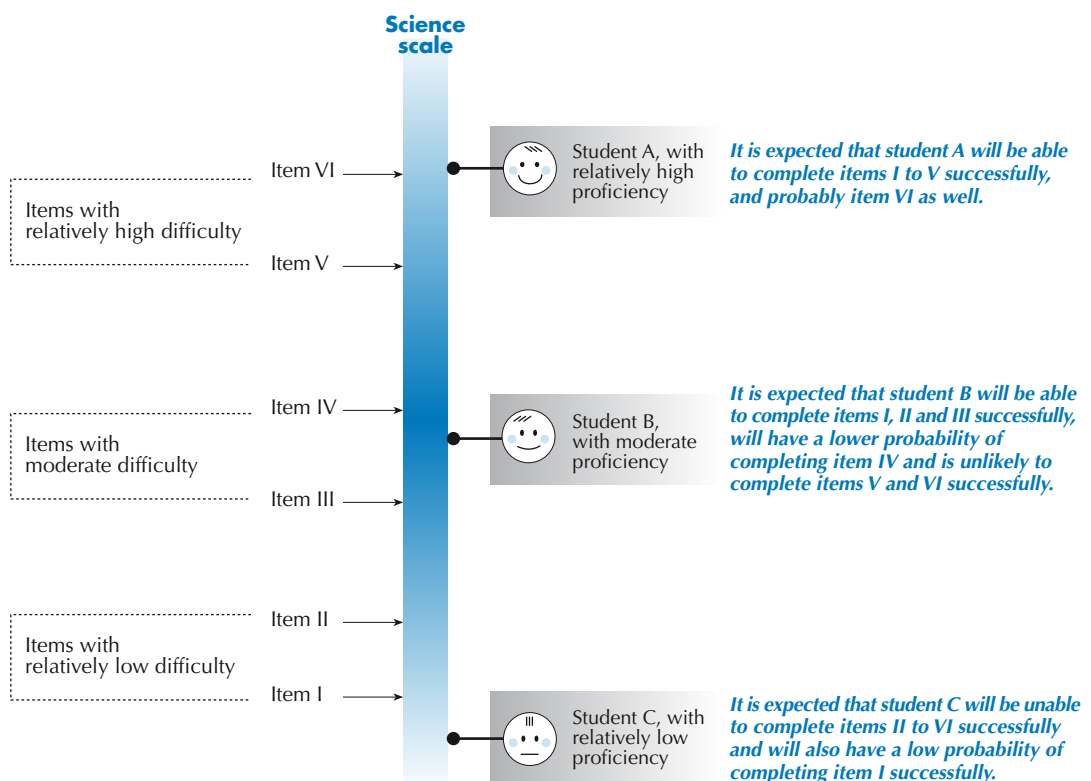 Science
scale
Item VI
Items with
relatively high difficulty
Item V
Student A, with
relatively high
proficiency
It is expected that student A will be able
to complete items I to V successfully,
and probably item VI as well.
Item IV
Items with
moderate difficulty
Item III
Student B,
with moderate
proficiency
It is expected that student B will be able
to complete items I, II and III successfully,
will have a lower probability of
completing item IV and is unlikely to
complete items V and VI successfully.
Item II
Items with
relatively low difficulty
Item I
Student C, with
relatively low
proficiency
It is expected that student C will be unable
to complete items II to VI successfully
and will also have a low probability of
completing item I successfully.